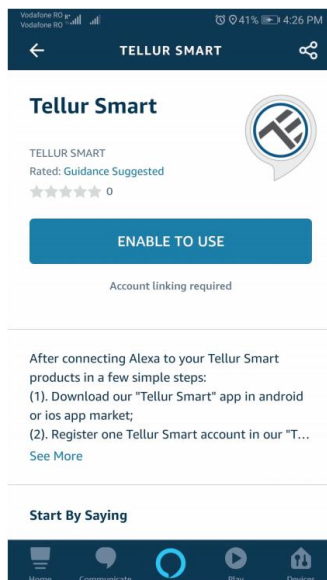 Vodafone RO
Vodafone RO
41% 4:26 PM
TELLUR SMART
Tellur Smart
TELLUR SMART
Rated: Guidance Suggested
0
ENABLE TO USE
Account linking required
After connecting Alexa to your Tellur Smart
products in a few simple steps:
(1). Download our "Tellur Smart" app in android
or ios app market;
(2). Register one Tellur Smart account in our "T...
See More
Start By Saying
Home Communicate Play Devices